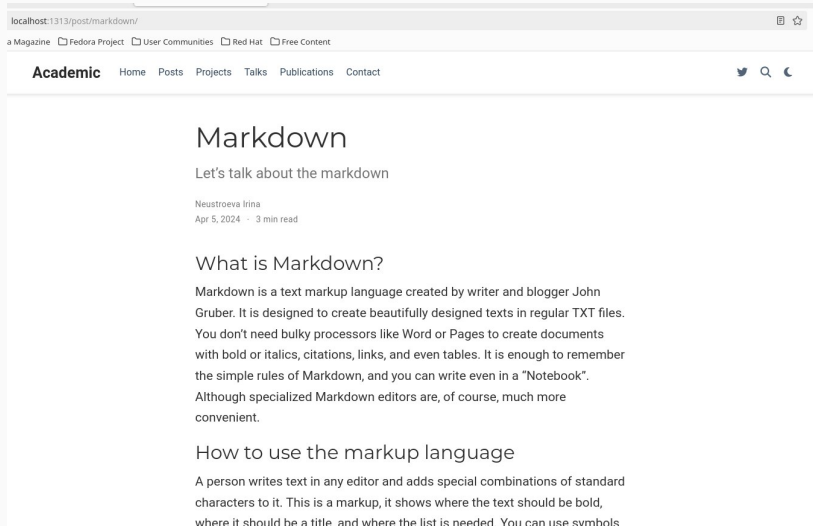 localhost:1313/post/markdown/
a Magazine Fedora Project User Communities Red Hat Free Content
Academic Home Posts Projects Talks Publications Contact
Markdown
Let's talk about the markdown
Neustroeva Irina
Apr 5, 2024 · 3 min read
What is Markdown?
Markdown is a text markup language created by writer and blogger John
Gruber. It is designed to create beautifully designed texts in regular TXT files.
You don't need bulky processors like Word or Pages to create documents
with bold or italics, citations, links, and even tables. It is enough to remember
the simple rules of Markdown, and you can write even in a “Notebook”.
Although specialized Markdown editors are, of course, much more
convenient.
How to use the markup language
A person writes text in any editor and adds special combinations of standard
characters to it. This is a markup, it shows where the text should be bold,
where it should be a title, and where the list is needed. You can use symbols